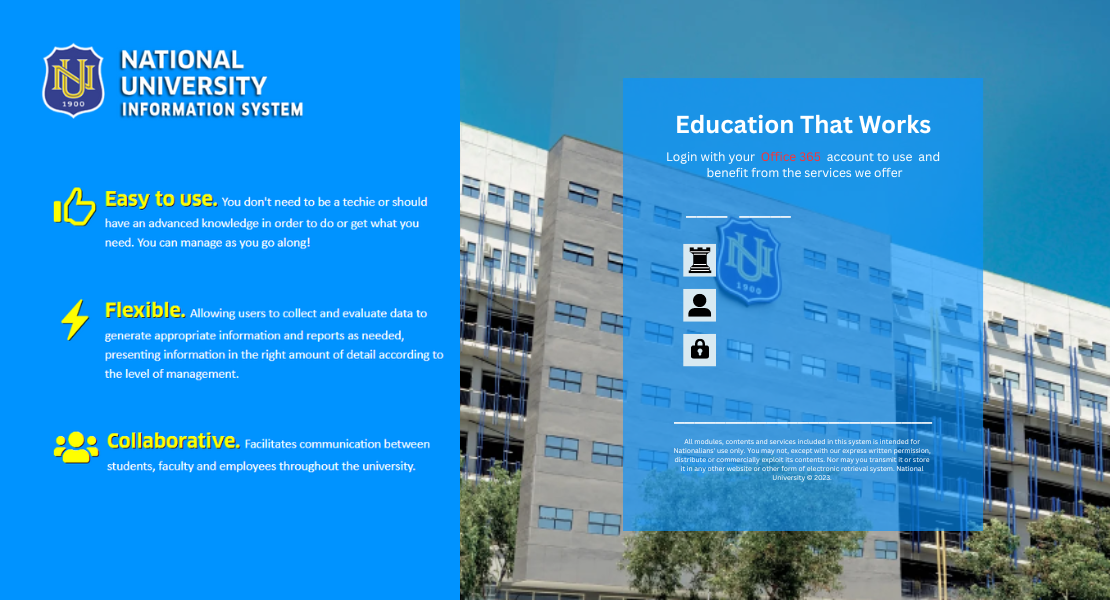 NU
1900
NATIONAL
UNIVERSITY
INFORMATION SYSTEM
Easy to use. You don't need to be a techie or should
have an advanced knowledge in order to do or get what you
need. You can manage as you go along!
Flexible. Allowing users to collect and evaluate data to
generate appropriate information and reports as needed,
presenting information in the right amount of detail according to
the level of management.
Collaborative. Facilitates communication between
students, faculty and employees throughout the university.
Education That Works
Login with your Office 365 account to use and
benefit from the services we offer
NU
1900
All modules, contents and services included in this system is intended for
Nationalians' use only. You may not, except with our express written permission,
distribute or commercially exploit its contents. Nor may you transmit it or store
it in any other website or other form of electronic retrieval system. National
University © 2023.